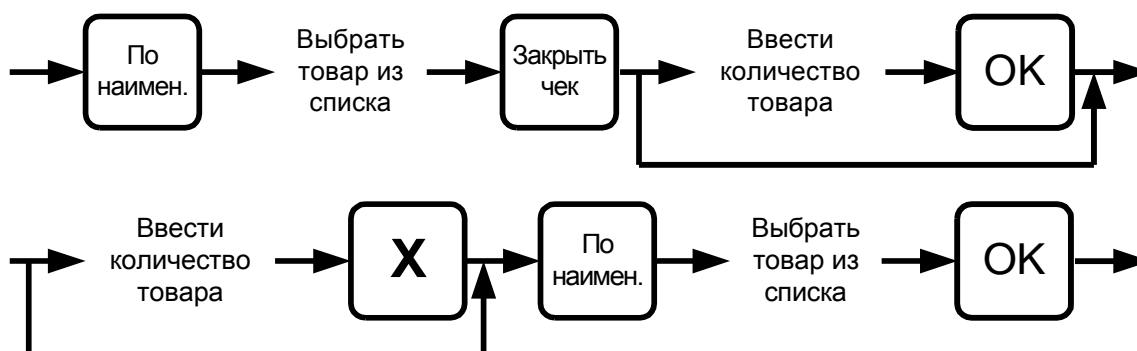 По
наимен.
Выбрать
товар из
списка
Закрыть
чек
Ввести
количество
товара
OK
Ввести
количество
товара
X
По
наимен.
Выбрать
товар из
списка
OK